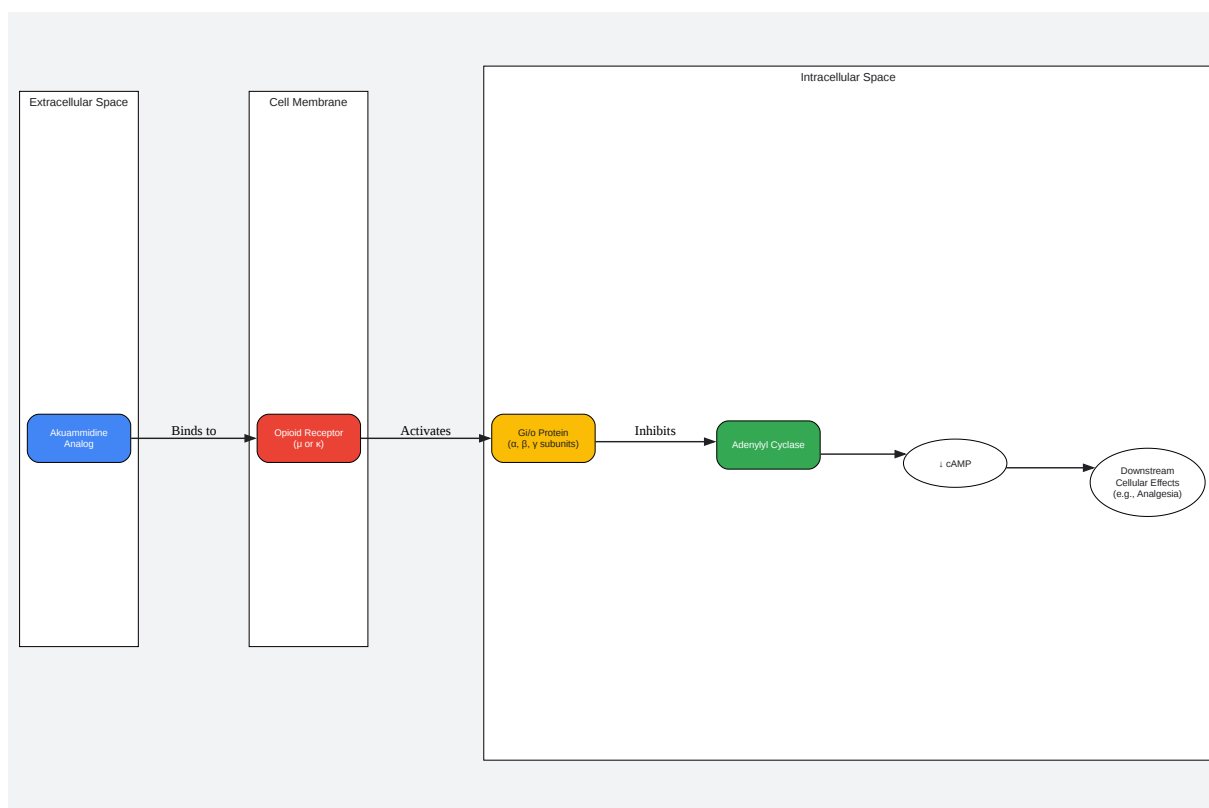 Extracellular Space
Cell Membrane
Intracellular Space
Akuammidine
Analog
Binds to
Opioid Receptor
(μ or κ)
Activates
Gi/o Protein
(α, β, γ subunits)
Inhibits
Adenylyl Cyclase
↓ cAMP
Downstream
Cellular Effects
(e.g., Analgesia)